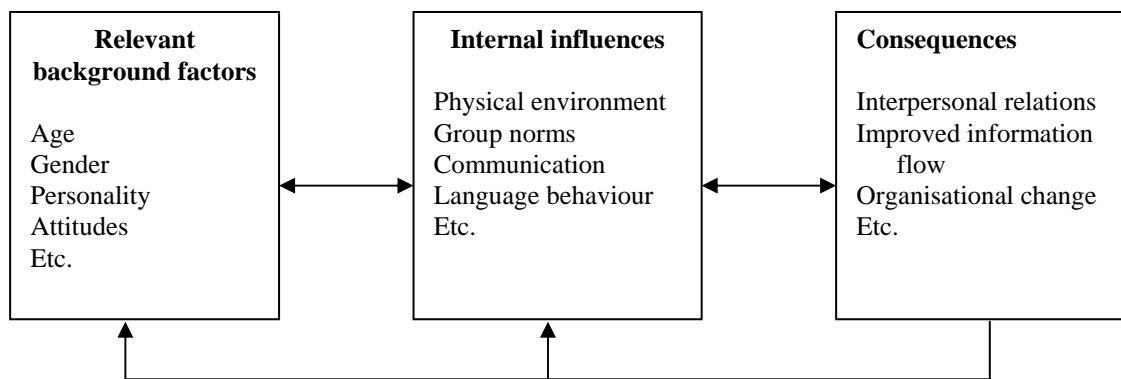 Relevant
background factors
Age
Gender
Personality
Attitudes
Etc.
Internal influences
Physical environment
Group norms
Communication
Language behaviour
Etc.
Consequences
Interpersonal relations
Improved information
flow
Organisational change
Etc.